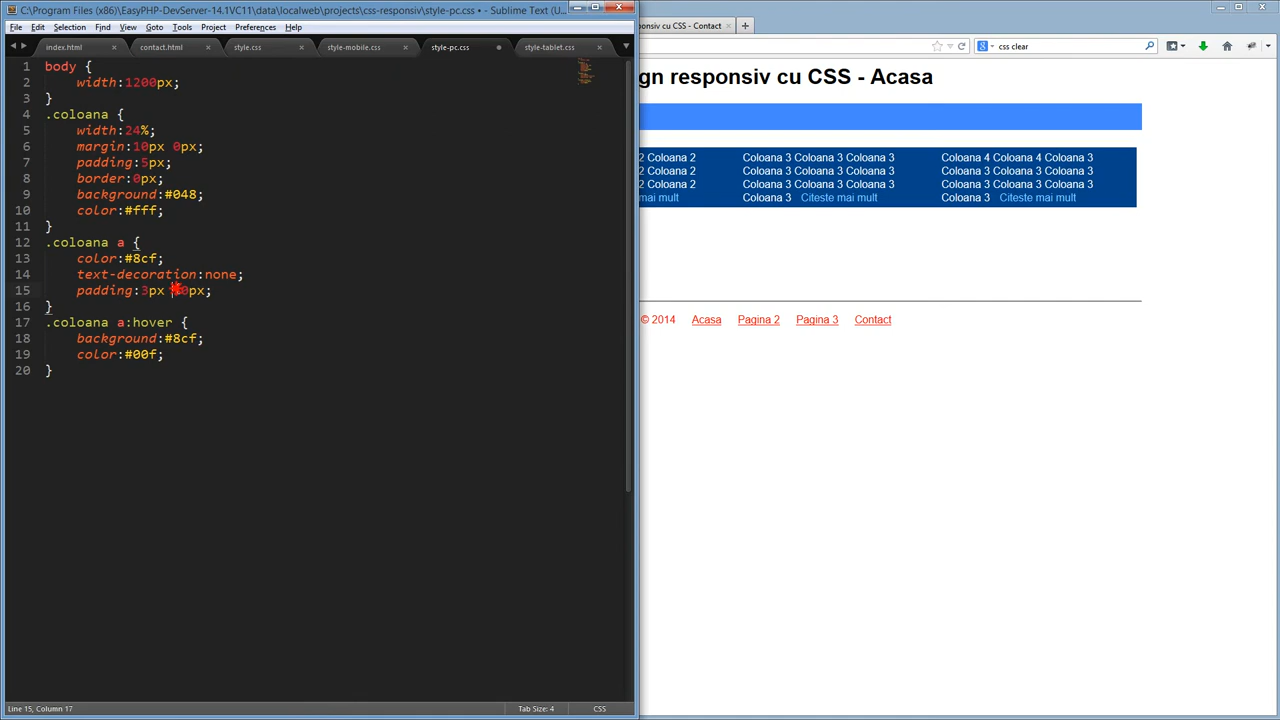 C:\Program Files (x86)\EasyPHP-DevServer-14.1VC11\data\localweb\projects\css-responsiv\style-pc.css • - Sublime Text (U...
File Edit Selection Find View Goto Tools Project Preferences Help
index.html contact.html style.css style-mobile.css style-pc.css style-tablet.css
1 body {
2 width:1200px;
3 }
4 .coloana {
5 width:24%;
6 margin:10px 0px;
7 padding:5px;
8 border:0px;
9 background:#048;
10 color:#fff;
11 }
12 .coloana a {
13 color:#8cf;
14 text-decoration:none;
15 padding:3px 0px;
16 }
17 .coloana a:hover {
18 background:#8cf;
19 color:#00f;
20 }
Line 15, Column 17 Tab Size: 4 CSS
onsiv cu CSS - Contact
css clear
gn responsiv cu CSS - Acasa
2 Coloana 2 Coloana 3 Coloana 3 Coloana 3 Coloana 4 Coloana 4 Coloana 3
2 Coloana 2 Coloana 3 Coloana 3 Coloana 3 Coloana 3 Coloana 3 Coloana 3
2 Coloana 2 Coloana 3 Coloana 3 Coloana 3 Coloana 3 Coloana 3 Coloana 3
mai mult Coloana 3 Citeste mai mult Coloana 3 Citeste mai mult
© 2014 Acasa Pagina 2 Pagina 3 Contact